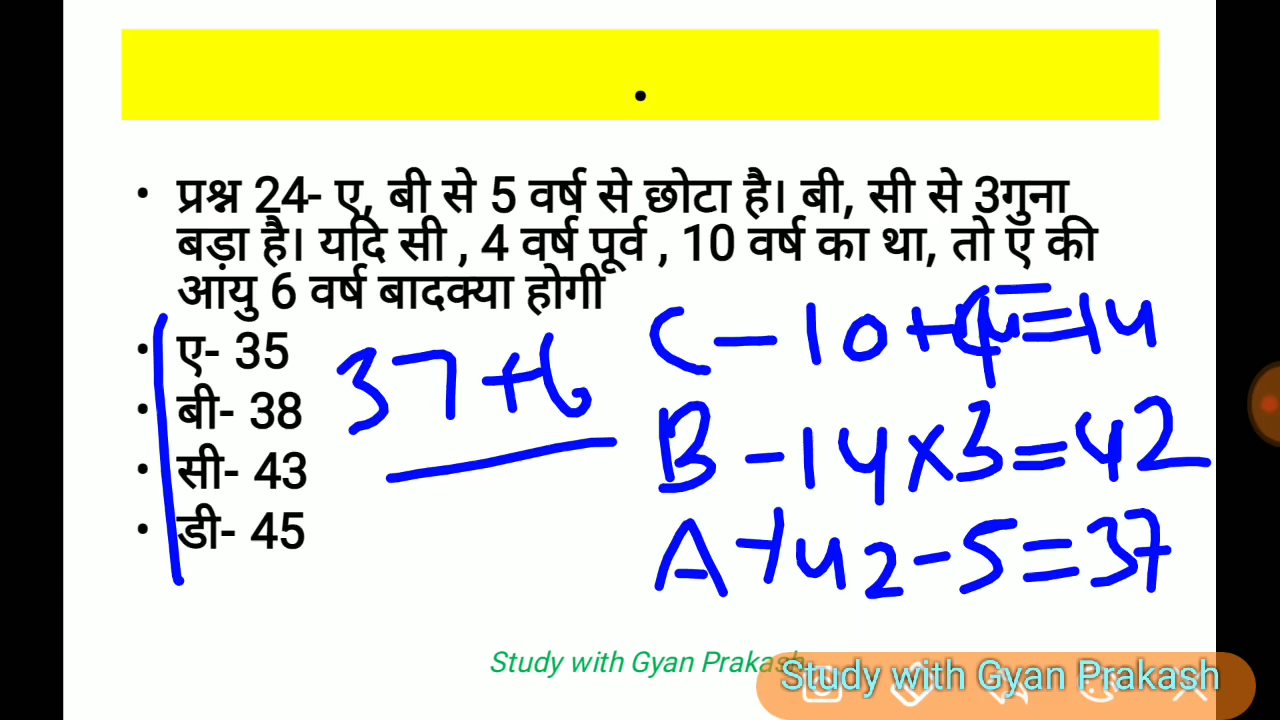 .
• प्रश्न 24- ए, बी से 5 वर्ष से छोटा है। बी, सी से 3गुना
बड़ा है। यदि सी , 4 वर्ष पूर्व , 10 वर्ष का था, तो ए की
आयु 6 वर्ष बादक्या होगी
• ए- 35
• बी- 38
• सी- 43
• डी- 45
37+6
C-10+4=14
B-14×3=42
A-42-5=37
Study with Gyan Prakash
Study with Gyan Prakash